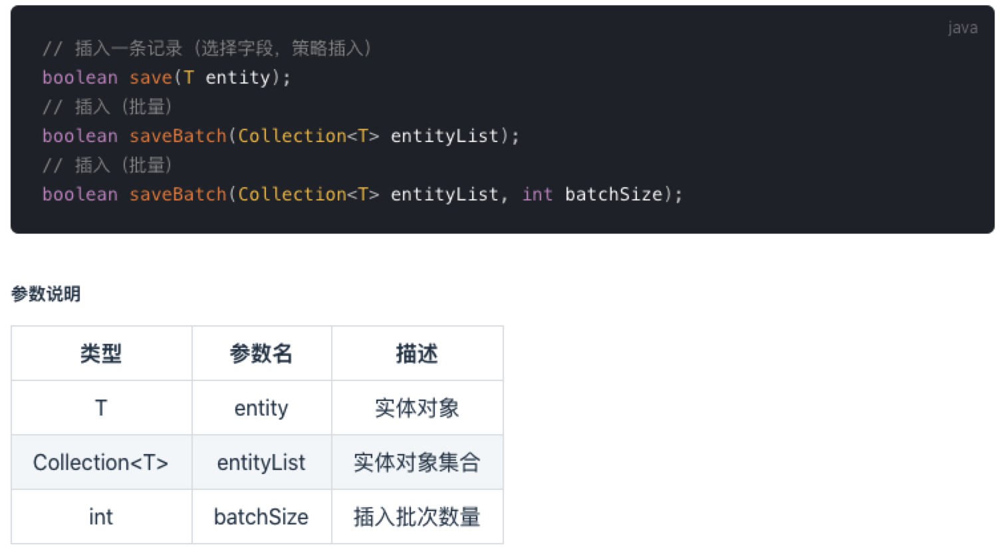 java
// 插入一条记录（选择字段，策略插入）
boolean save(T entity);
// 插入（批量）
boolean saveBatch(Collection<T> entityList);
// 插入（批量）
boolean saveBatch(Collection<T> entityList, int batchSize);
参数说明
类型 参数名 描述
T entity 实体对象
Collection<T> entityList 实体对象集合
int batchSize 插入批次数量